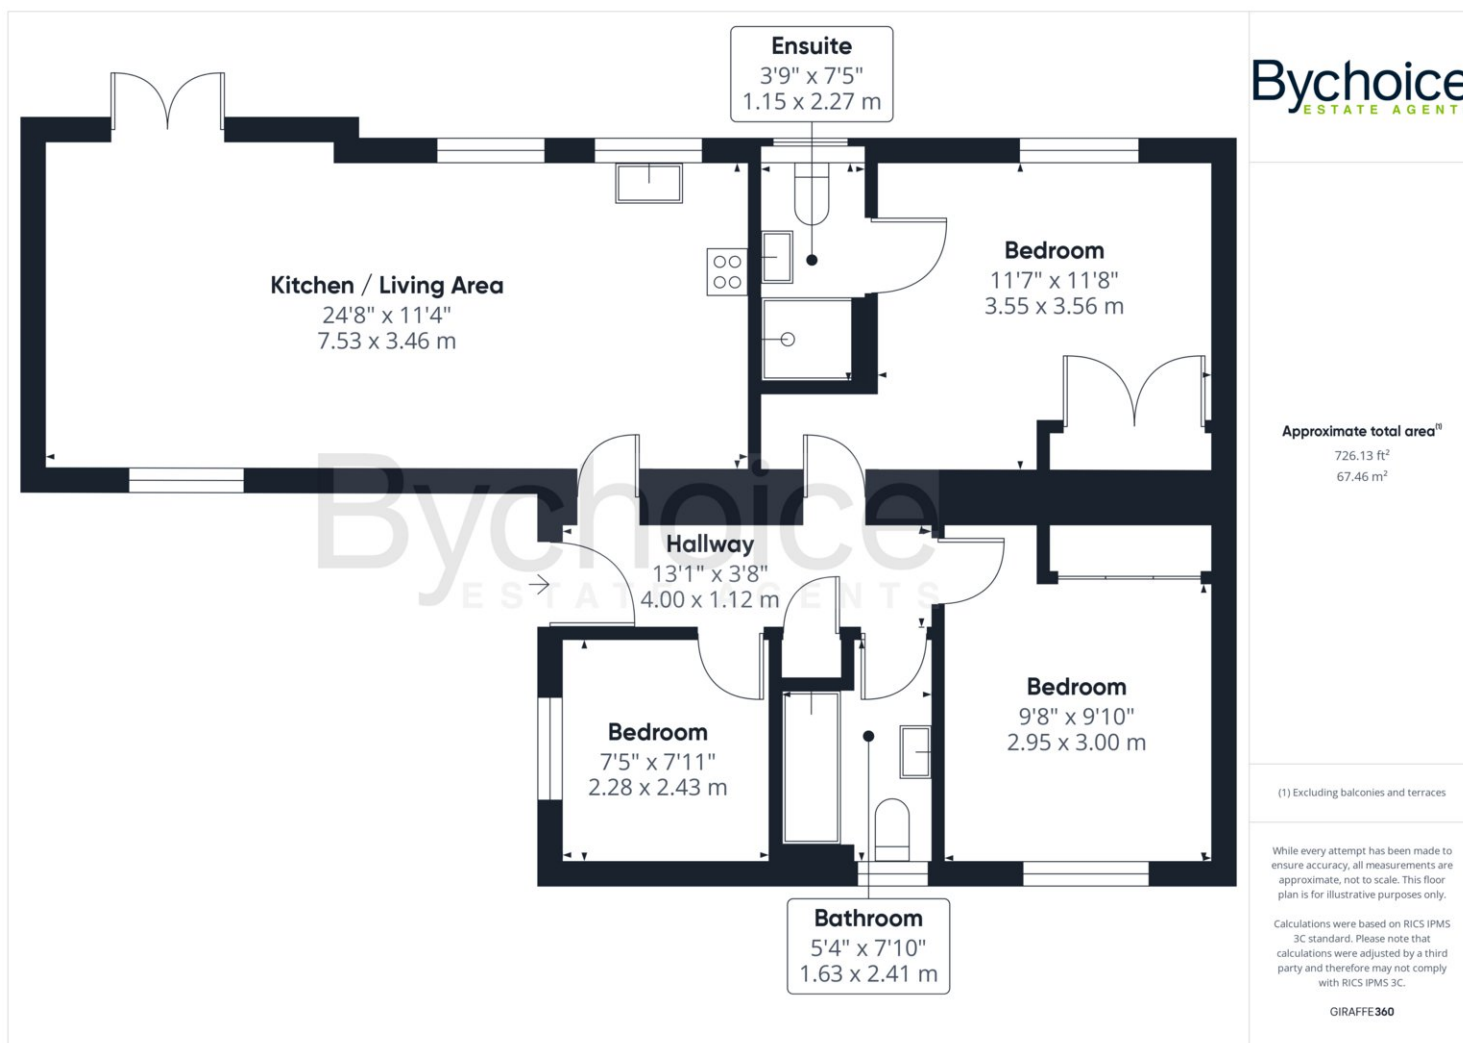 Ensuite
3'9" x 7'5"
1.15 x 2.27 m
Kitchen / Living Area
24'8" x 11'4"
7.53 x 3.46 m
Bedroom
11'7" x 11'8"
3.55 x 3.56 m
Hallway
13'1" x 3'8"
4.00 x 1.12 m
Bedroom
7'5" x 7'11"
2.28 x 2.43 m
Bedroom
9'8" x 9'10"
2.95 x 3.00 m
Bathroom
5'4" x 7'10"
1.63 x 2.41 m
Bychoice
ESTATE AGENTS
Bychoice
ESTATE AGENT
Approximate total area(1)
726.13 ft²
67.46 m²
(1) Excluding balconies and terraces
While every attempt has been made to
ensure accuracy, all measurements are
approximate, not to scale. This floor
plan is for illustrative purposes only.
Calculations were based on RICS IPMS
3C standard. Please note that
calculations were adjusted by a third
party and therefore may not comply
with RICS IPMS 3C.
GIRAFFE360